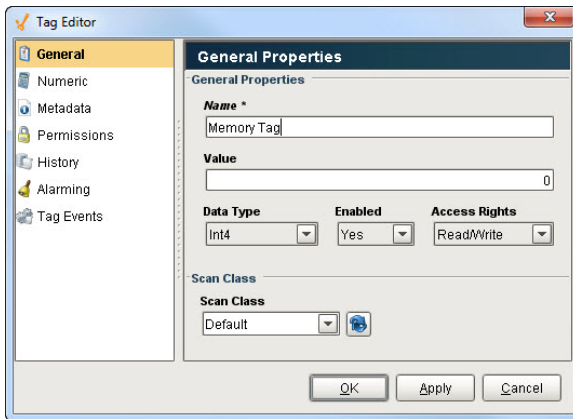 Tag Editor
General
Numeric
Metadata
Permissions
History
Alarming
Tag Events
General Properties
General Properties
Name *
Memory Tag
Value
0
Data Type Enabled Access Rights
Int4 Yes Read/Write
Scan Class
Scan Class
Default
OK Apply Cancel